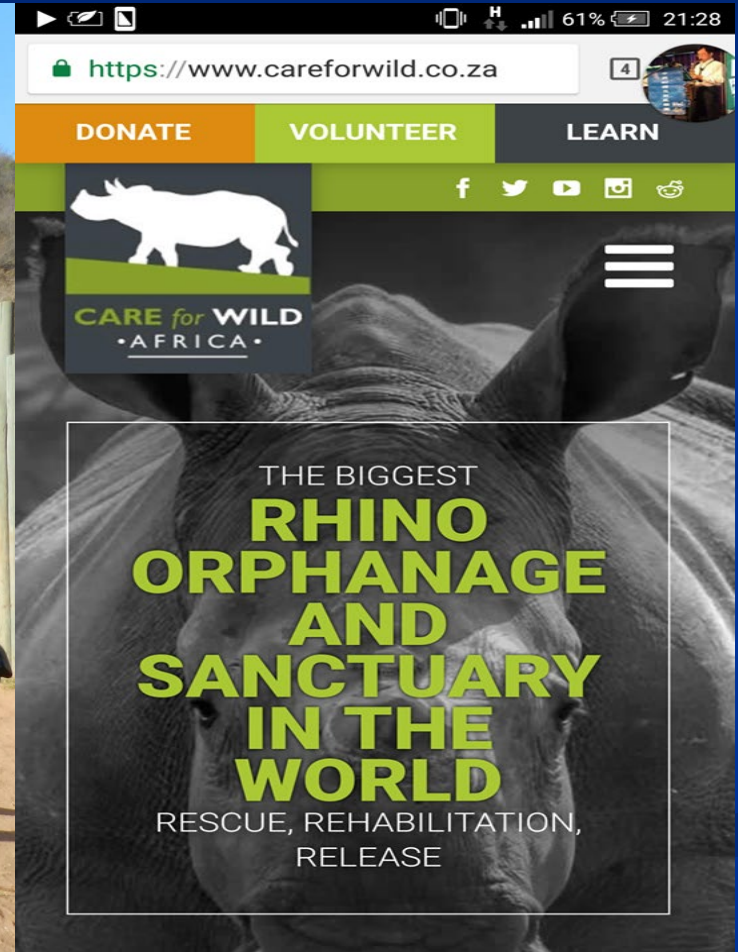 H
61%
21:28
https://www.careforwild.co.za
4
DONATE
VOLUNTEER
LEARN
CARE for WILD
•AFRICA•
THE BIGGEST
RHINO
ORPHANAGE
AND
SANCTUARY
IN THE
WORLD
RESCUE, REHABILITATION,
RELEASE